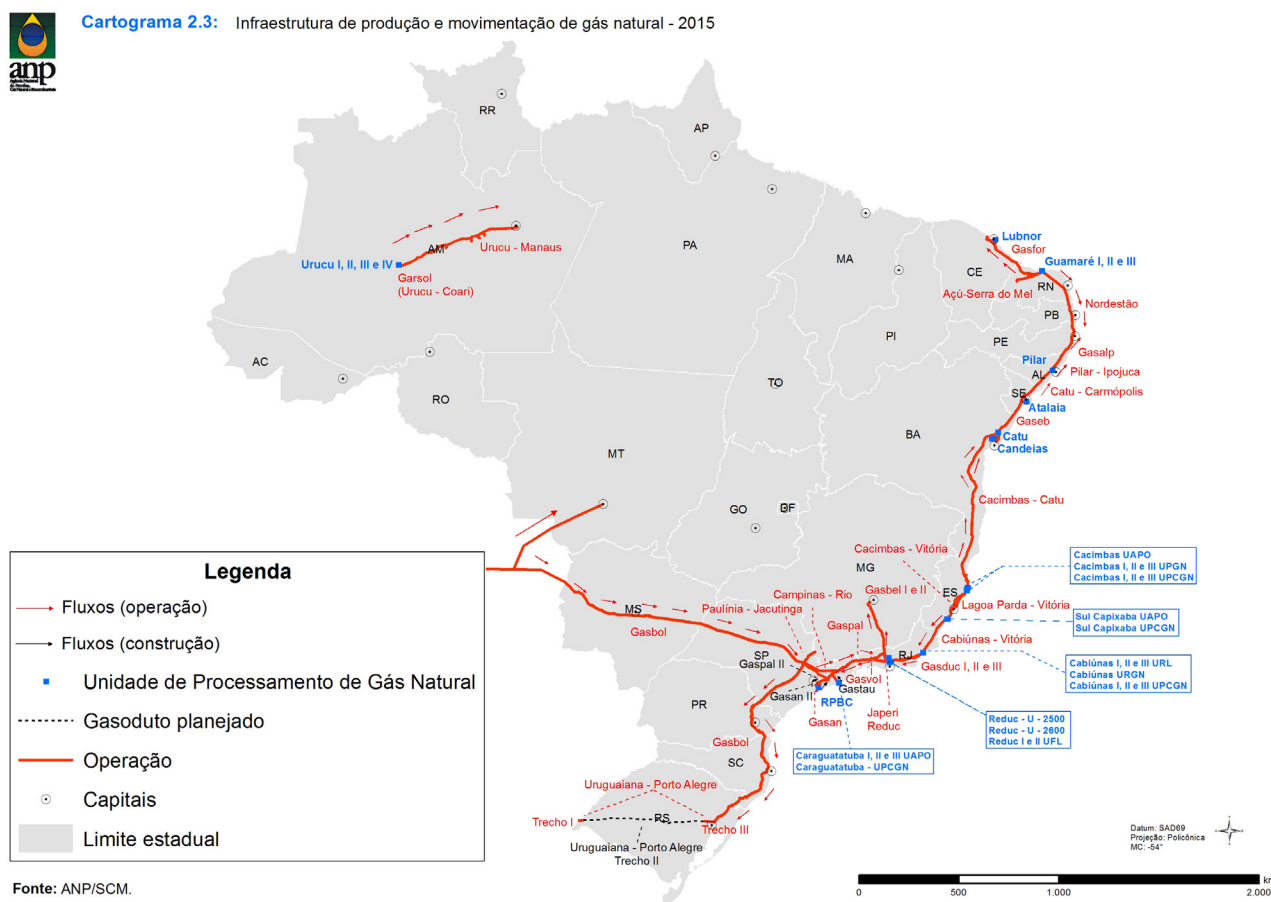 Cartograma 2.3: Infraestrutura de produção e movimentação de gás natural - 2015
anp
RR
AP
AM
Urucu - Manaus
Urucu I, II, III e IV
Garsol
(Urucu - Coari)
PA
MA
CE
Lubnor
Gasfor
Guamaré I, II e III
Açú-Serra do Mel
RN
Nordestão
PB
PI
PE
Gasalp
Pilar
AL
Pilar - Ipojuca
AC
RO
TO
SE
Catu - Carmópolis
Atalaia
Gaseb
BA
Catu
Candeias
MT
Cacimbas - Catu
GO
DF
Cacimbas - Vitória
Cacimbas UAPO
Cacimbas I, II e III UPGN
Cacimbas I, II e III UPCGN
MG
Campinas - Rio
Gasbel I e II
ES
Lagoa Parda - Vitória
MS
Paulínia - Jacutinga
Gasbol
Gaspal
Sul Capixaba UAPO
Sul Capixaba UPCGN
Cabiúnas - Vitória
SP
Gaspal II
RJ
Gasduc I, II e III
Cabiúnas I, II e III URL
Cabiúnas URGN
Cabiúnas I, II e III UPCGN
Gasvol
Gasan II
Gastau
RPBC
PR
Gasan
Japeri
Reduc
Reduc - U - 2500
Reduc - U - 2600
Reduc I e II UFL
Gasbol
SC
Caraguatatuba I, II e III UAPO
Caraguatatuba - UPCGN
Uruguaiana - Porto Alegre
Trecho I
RS
Trecho III
Uruguaiana - Porto Alegre
Trecho II
Legenda
Fluxos (operação)
Fluxos (construção)
Unidade de Processamento de Gás Natural
Gasoduto planejado
Operação
Capitais
Limite estadual
Datum: SAD69
Projeção: Policônica
MC: -54°
km
0 500 1.000 2.000
Fonte: ANP/SCM.